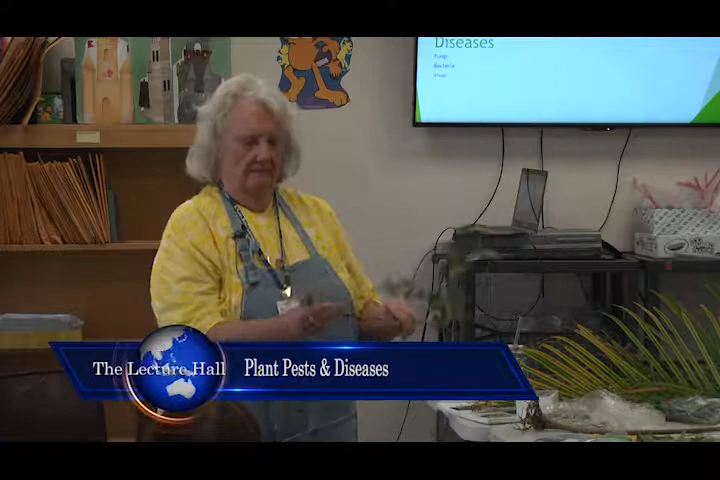 Diseases
Fungi
Bacteria
Virus
The Lecture Hall
Plant Pests & Diseases